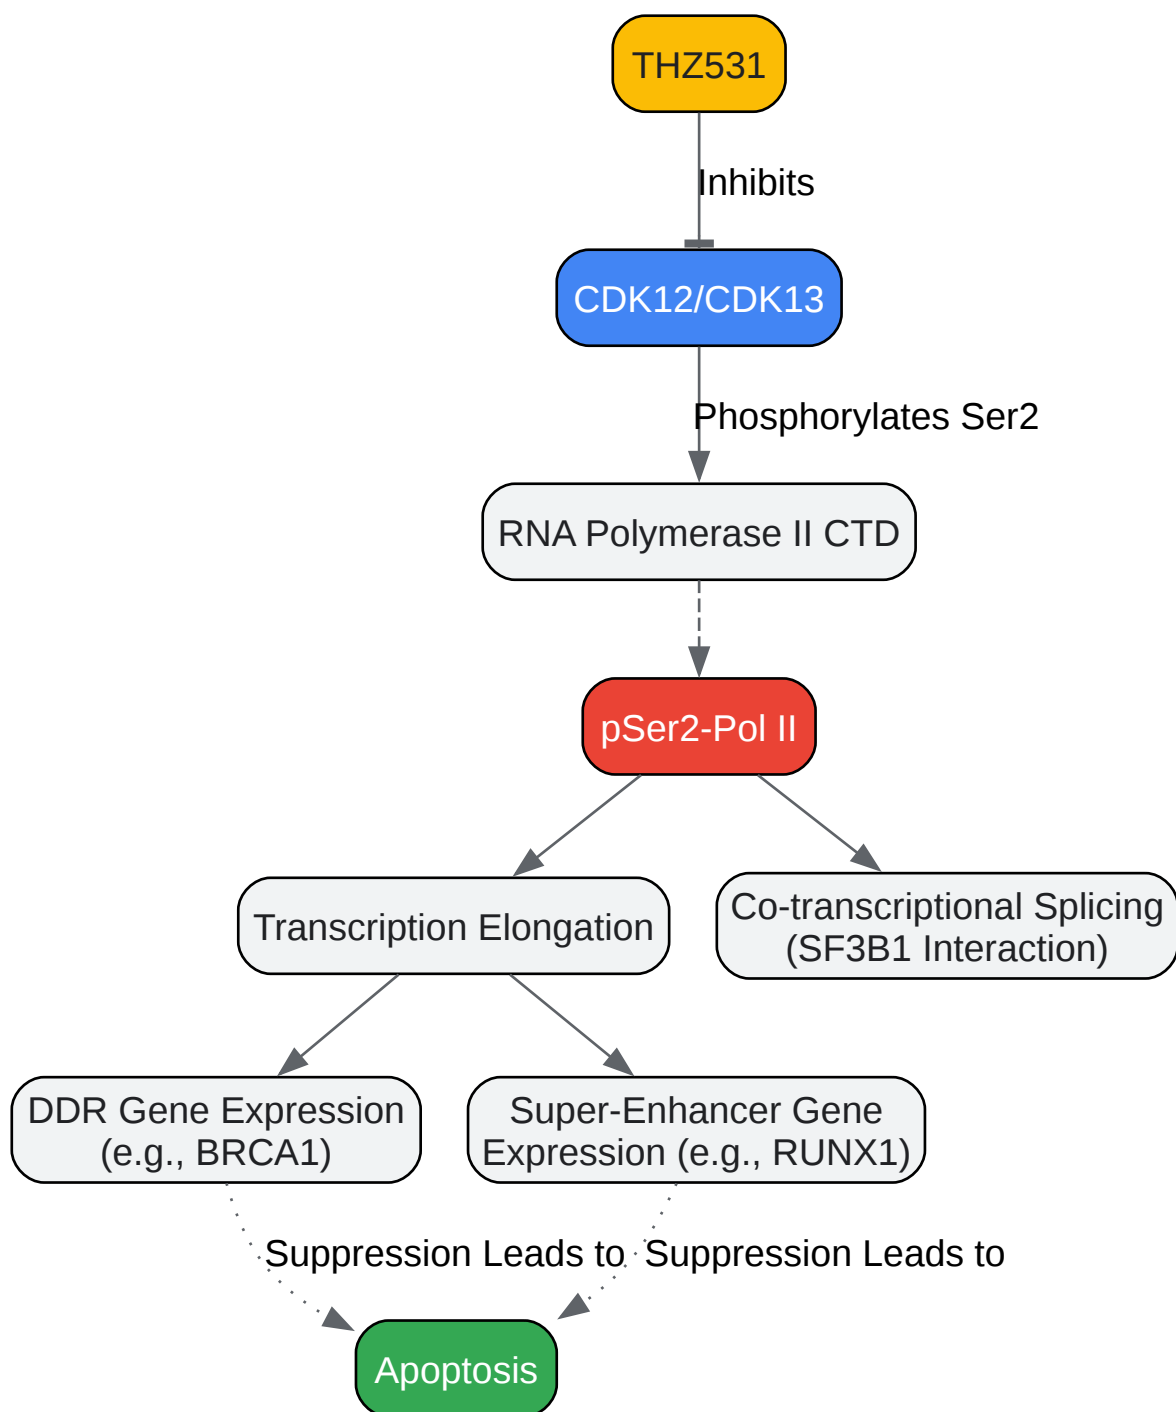 THZ531
Inhibits
CDK12/CDK13
Phosphorylates Ser2
RNA Polymerase II CTD
pSer2-Pol II
Transcription Elongation
Co-transcriptional Splicing
(SF3B1 Interaction)
DDR Gene Expression
(e.g., BRCA1)
Super-Enhancer Gene
Expression (e.g., RUNX1)
Suppression Leads to
Suppression Leads to
Apoptosis